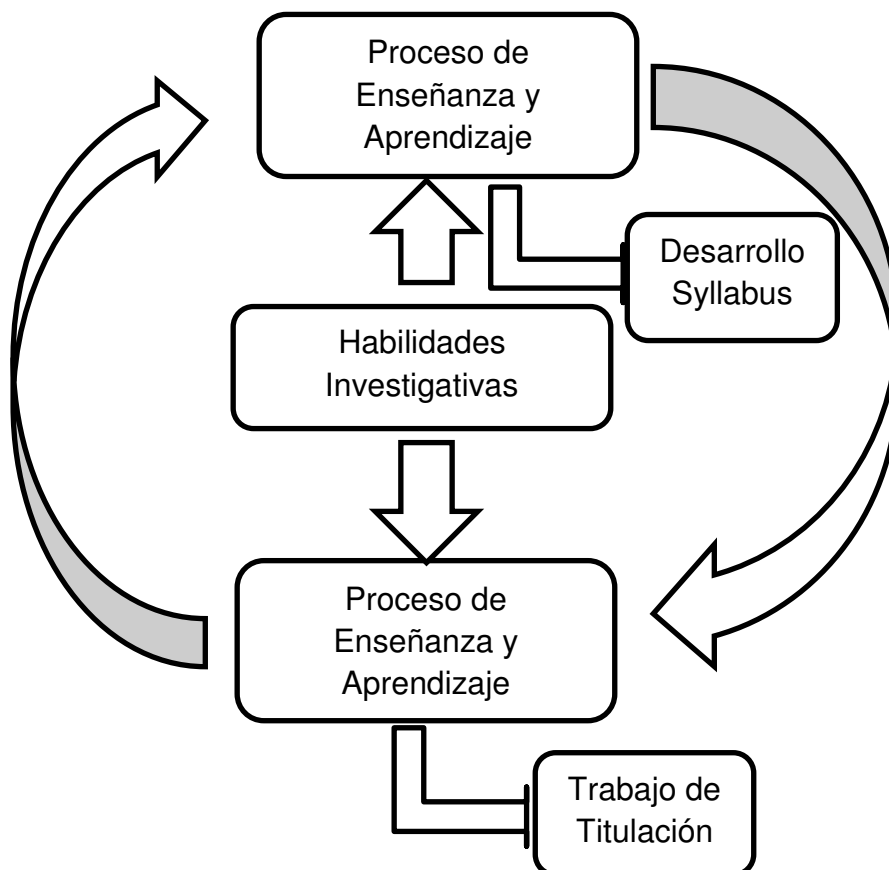 Proceso de
Enseñanza y
Aprendizaje
Desarrollo
Syllabus
Habilidades
Investigativas
Proceso de
Enseñanza y
Aprendizaje
Trabajo de
Titulación